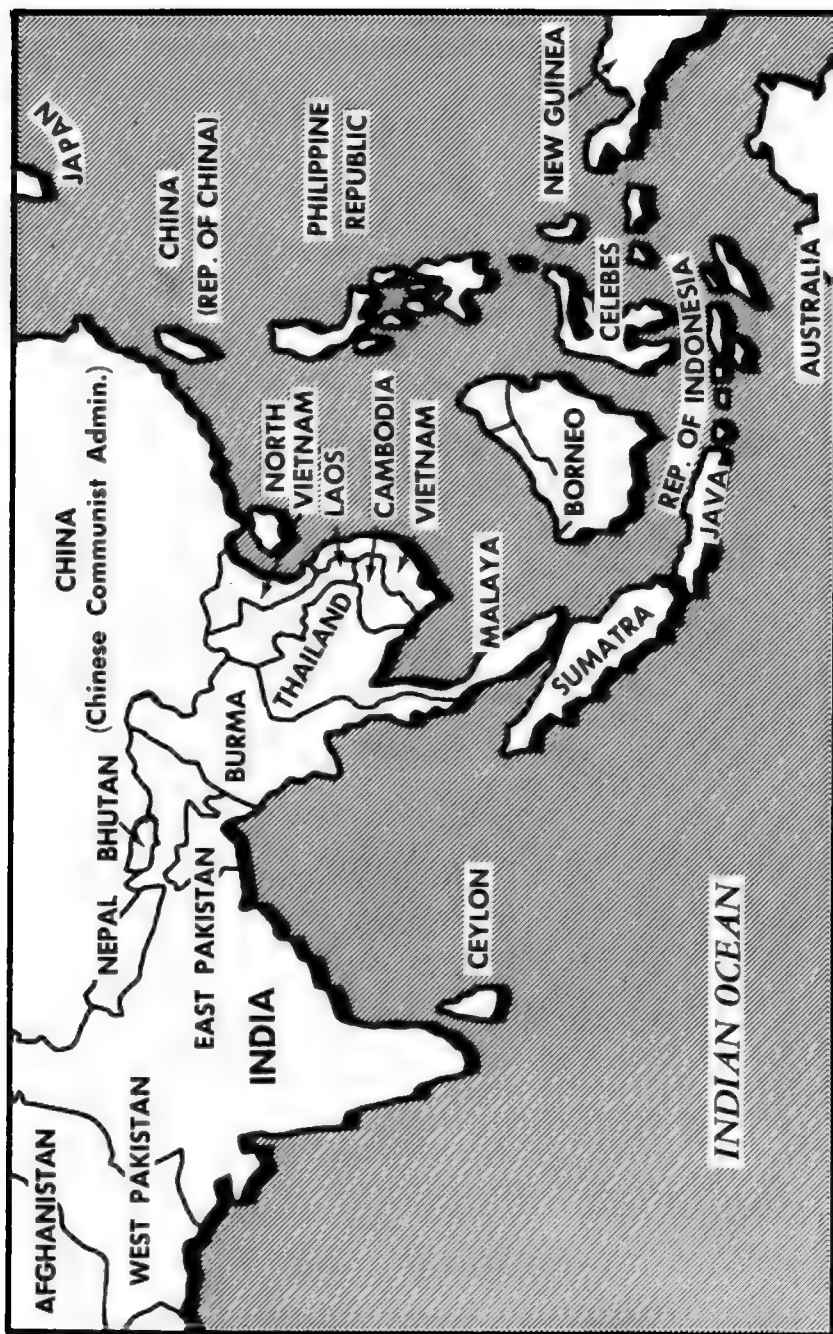 AFGHANISTAN
WEST PAKISTAN
NEPAL
BHUTAN
CHINA
(Chinese Communist Admin.)
JAPAN
EAST PAKISTAN
INDIA
BURMA
THAILAND
NORTH
VIETNAM
LAOS
CAMBODIA
VIETNAM
CHINA
(REP. OF CHINA)
PHILIPPINE
REPUBLIC
CEYLON
MALAYA
SUMATRA
BORNEO
CELEBES
NEW GUINEA
REP. OF INDONESIA
JAVA
AUSTRALIA
INDIAN OCEAN